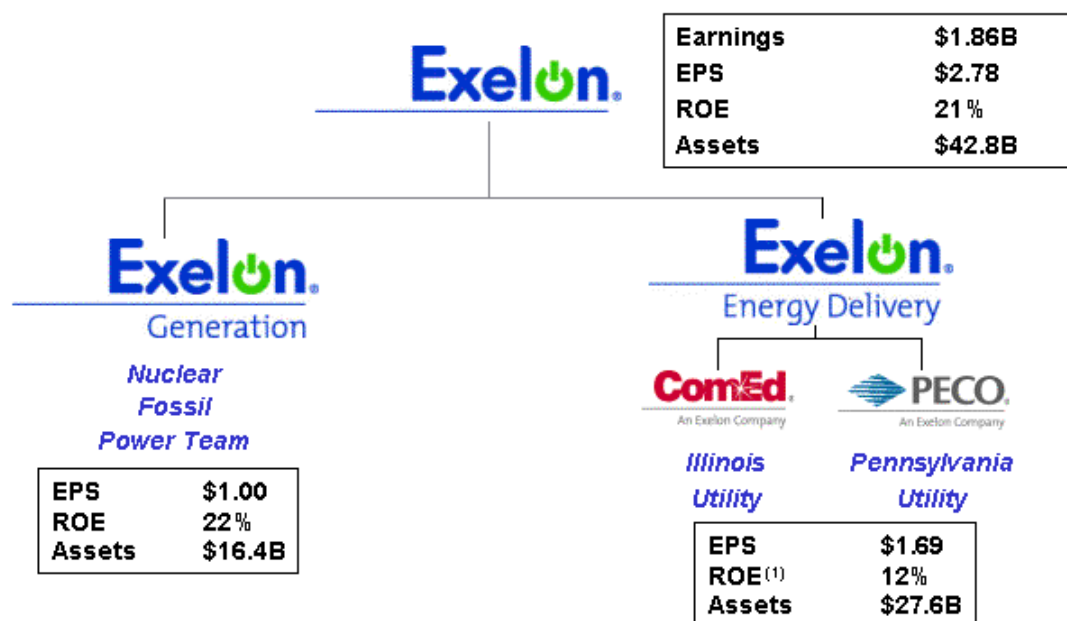 Exelon®
Earnings $1.86B
EPS $2.78
ROE 21%
Assets $42.8B
Exelon®
Generation
Nuclear
Fossil
Power Team
EPS $1.00
ROE 22%
Assets $16.4B
Exelon®
Energy Delivery
ComEd®
An Exelon Company
Illinois
Utility
PECO®
An Exelon Company
Pennsylvania
Utility
EPS $1.69
ROE(1) 12%
Assets $27.6B